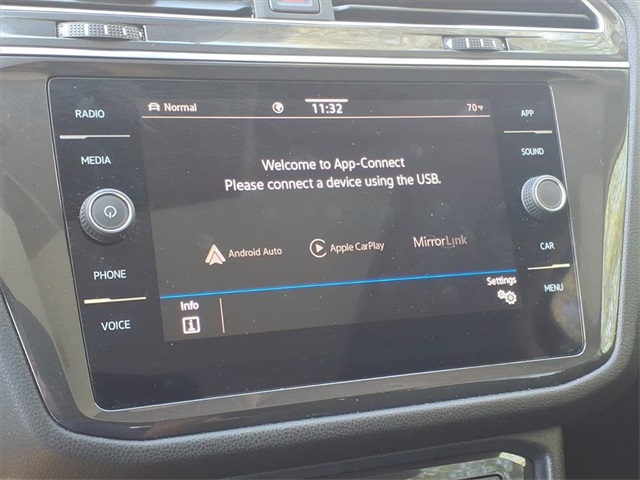 RADIO
MEDIA
PHONE
VOICE
Normal
11:32
70°F
Welcome to App-Connect
Please connect a device using the USB.
Android Auto
Apple CarPlay
MirrorLink
Info
i
Settings
APP
SOUND
CAR
MENU